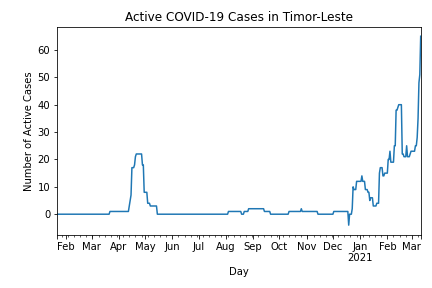 Active COVID-19 Cases in Timor-Leste
Number of Active Cases
60
50
40
30
20
10
0
Feb Mar Apr May Jun Jul Aug Sep Oct Nov Dec Jan Feb Mar
2021
Day